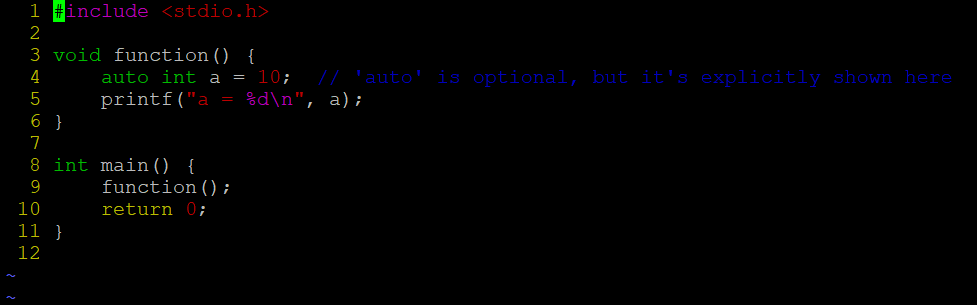 1 #include <stdio.h>
2
3 void function() {
4     auto int a = 10;  // 'auto' is optional, but it's explicitly shown here
5     printf("a = %d\n", a);
6 }
7
8 int main() {
9     function();
10     return 0;
11 }
12
~
~